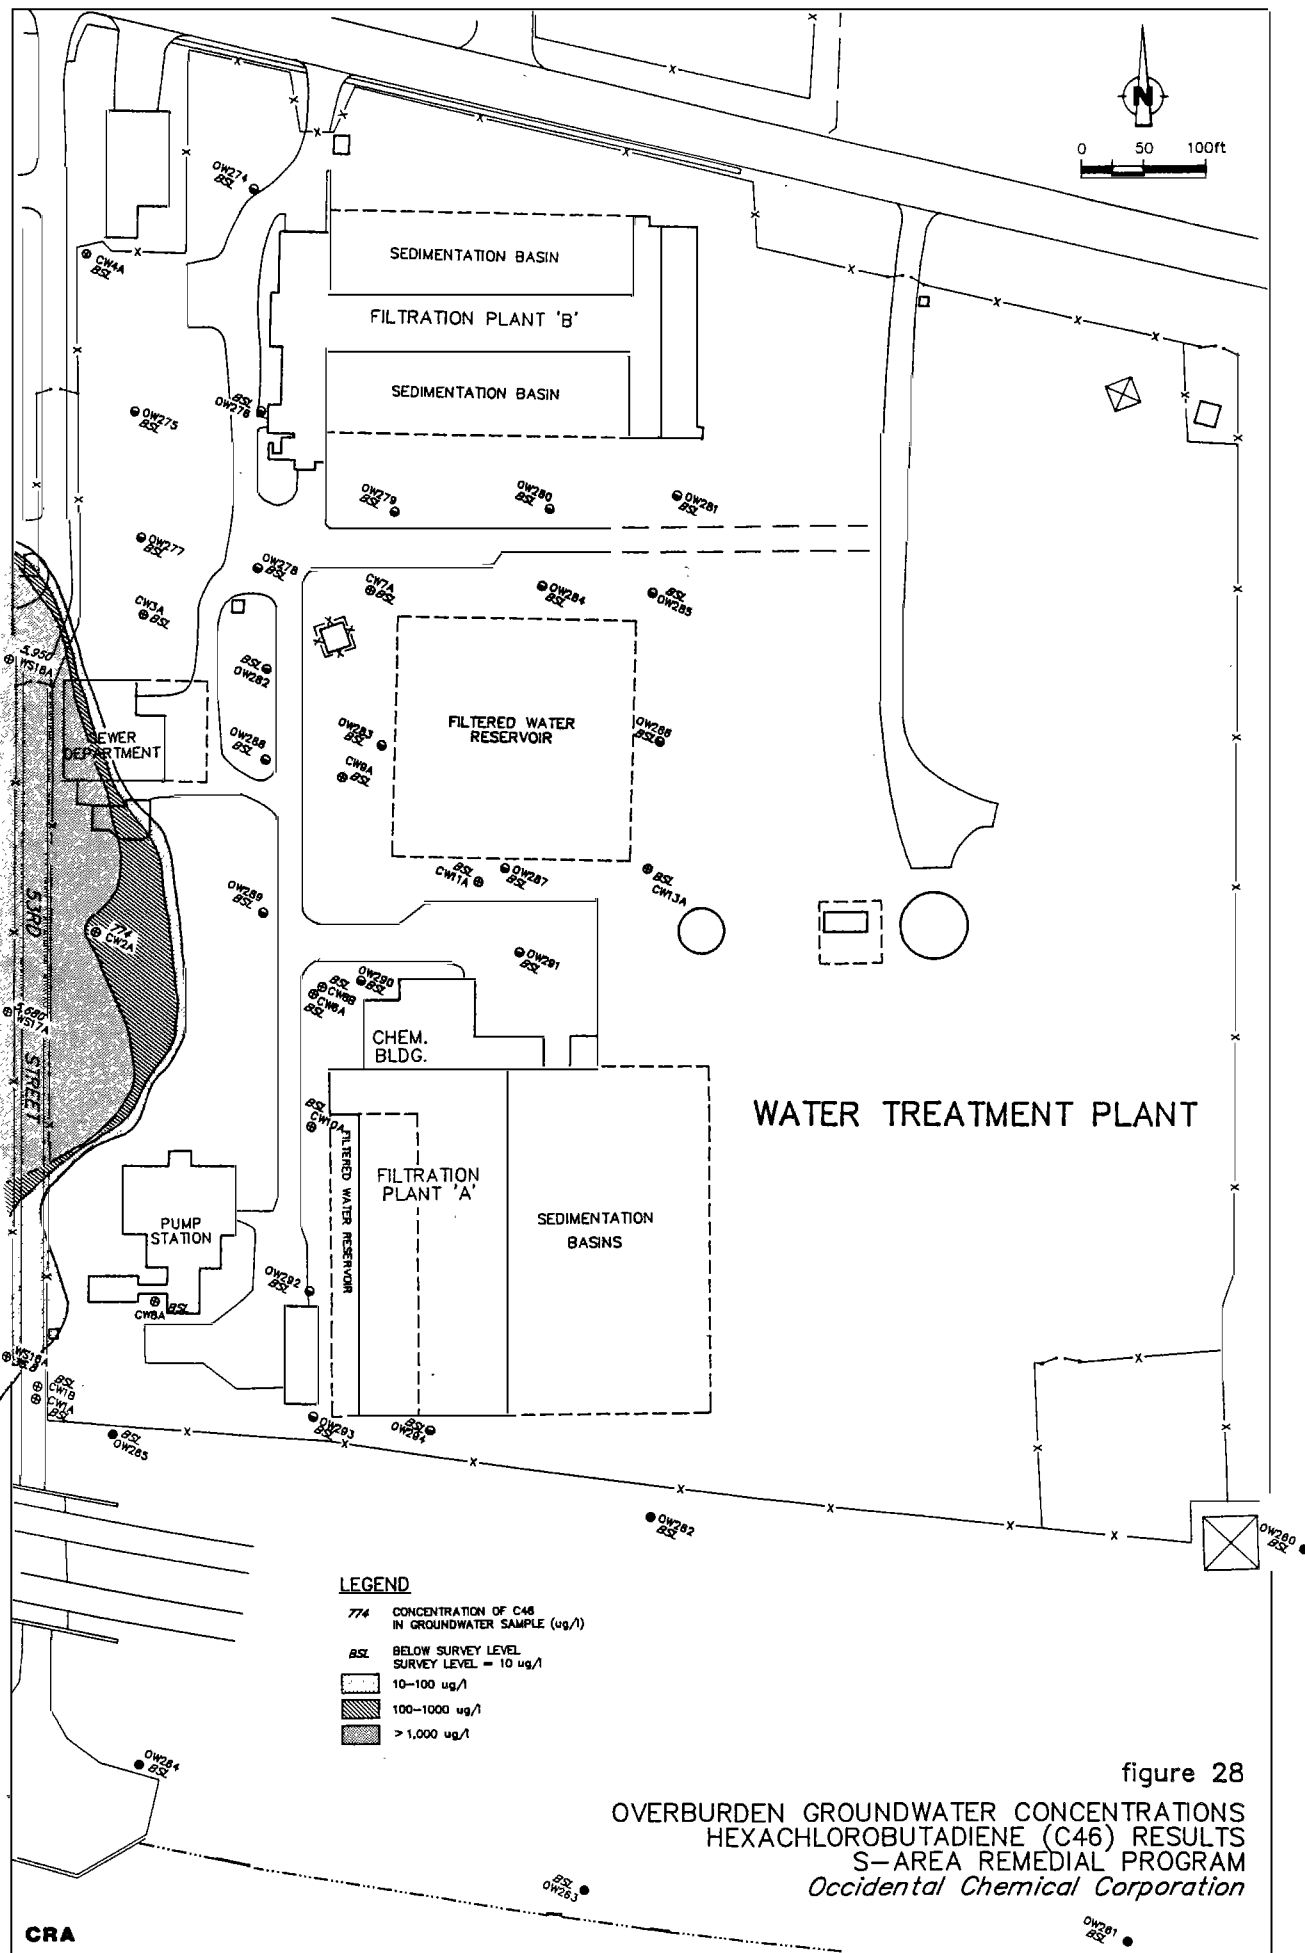 N
0 50 100ft
OW274
BSL
CW4A
BSL
SEDIMENTATION BASIN
FILTRATION PLANT 'B'
SEDIMENTATION BASIN
BSL
OW276
OW275
BSL
OW279
BSL
OW280
BSL
OW281
BSL
OW277
BSL
OW278
BSL
CW7A
BSL
OW284
BSL
BSL
OW285
CW3A
BSL
5,950
WS18A
BSL
OW282
SEWER
DEPARTMENT
OW283
BSL
OW288
BSL
FILTERED WATER
RESERVOIR
BSL
CW9A
BSL
BSL
CW11A
OW287
BSL
BSL
CW13A
OW289
BSL
53RD STREET
774
CW2A
OW291
BSL
OW290
BSL
BSL
CW6B
CW6A
BSL
5,680
WS17A
CHEM.
BLDG.
WATER TREATMENT PLANT
BSL
CW10A
FILTERED WATER RESERVOIR
FILTRATION
PLANT 'A'
SEDIMENTATION
BASINS
PUMP
STATION
OW292
BSL
CW8A
BSL
WS16A
BSL
CW1B
CW1A
BSL
BSL
OW265
OW293
BSL
BSL
OW294
OW262
BSL
OW260
BSL
LEGEND
774 CONCENTRATION OF C46
IN GROUNDWATER SAMPLE (ug/l)
BSL BELOW SURVEY LEVEL
SURVEY LEVEL = 10 ug/l
10-100 ug/l
100-1000 ug/l
> 1,000 ug/l
OW264
BSL
figure 28
OVERBURDEN GROUNDWATER CONCENTRATIONS
HEXACHLOROBUTADIENE (C46) RESULTS
S-AREA REMEDIAL PROGRAM
Occidental Chemical Corporation
BSL
OW263
OW261
BSL
CRA